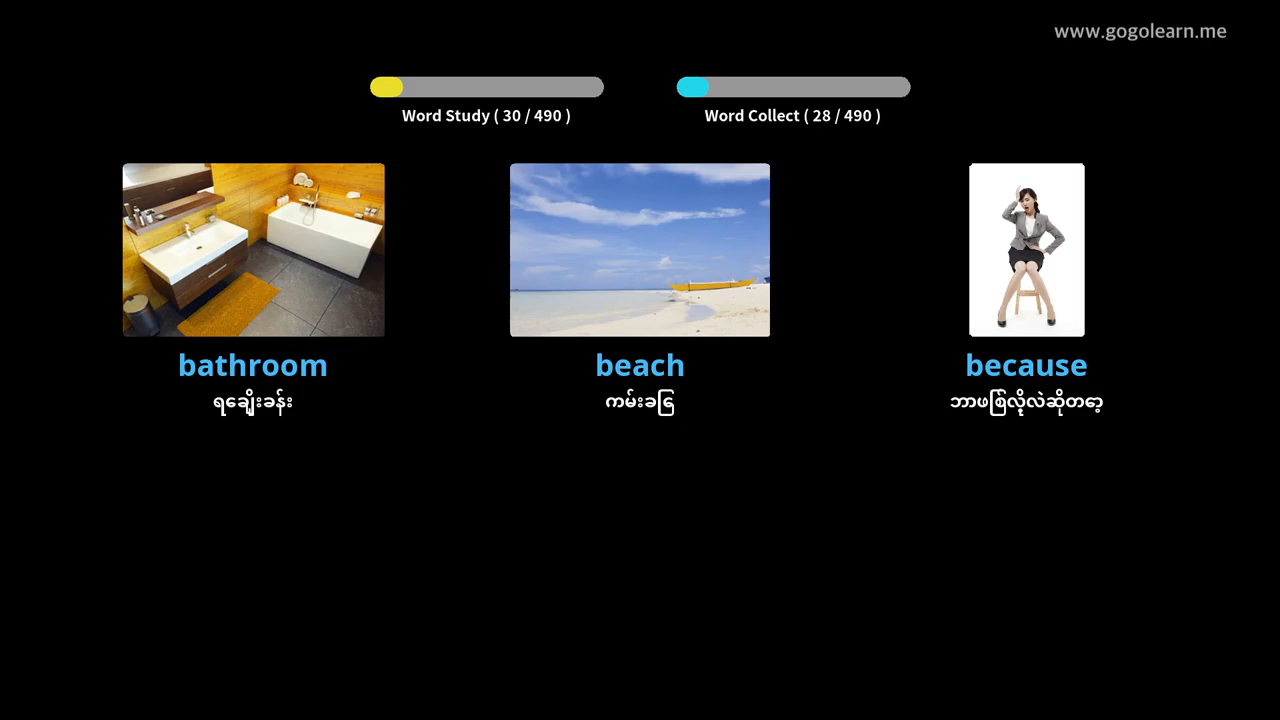 www.gogolearn.me
Word Study ( 30 / 490 )
Word Collect ( 28 / 490 )
bathroom
beach
because
ရေချိုးခန်း
ကမ်းခြေ
ဘာဖြစ်လို့လဲဆိုတော့